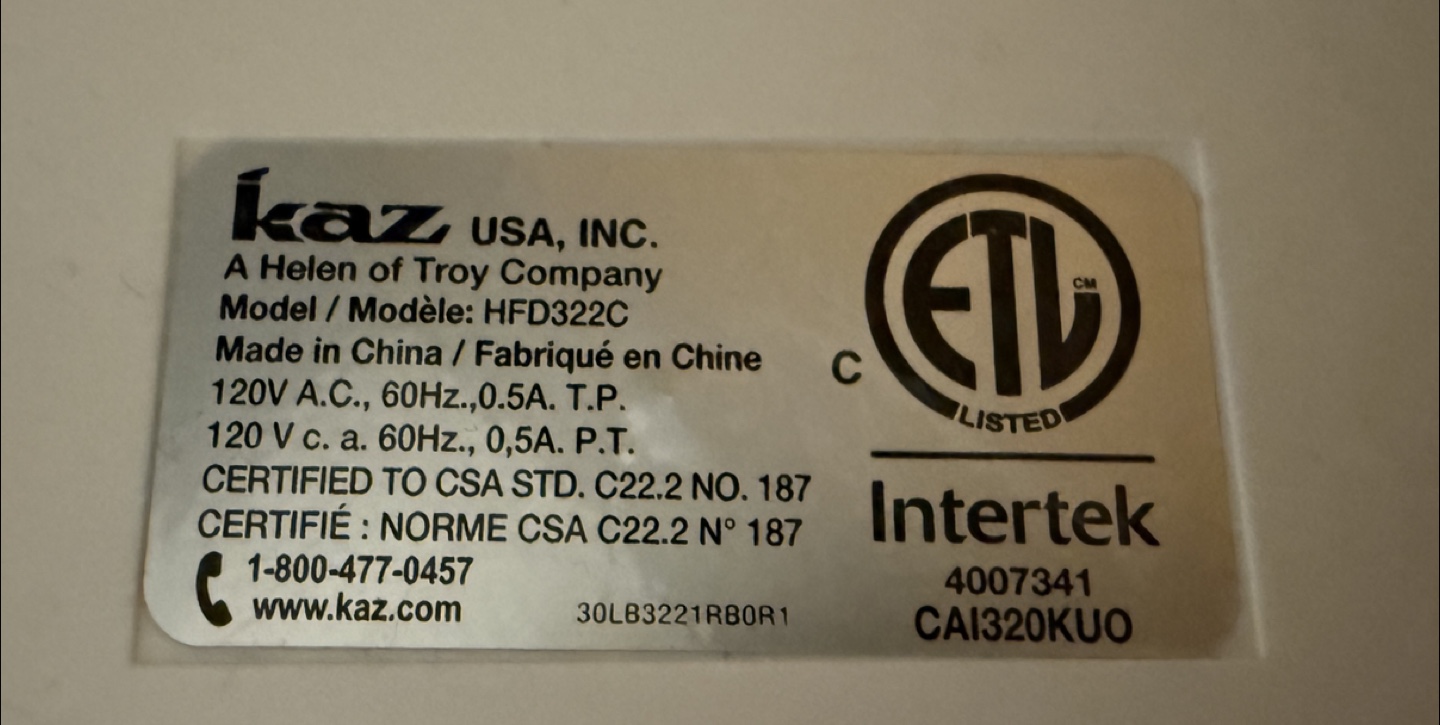 kaz USA, INC.
A Helen of Troy Company
Model / Modèle: HFD322C
Made in China / Fabriqué en Chine
120V A.C., 60Hz.,0.5A. T.P.
120 V c. a. 60Hz., 0,5A. P.T.
CERTIFIED TO CSA STD. C22.2 NO. 187
CERTIFIÉ : NORME CSA C22.2 N° 187
1-800-477-0457
www.kaz.com
30LB3221RB0R1
C
ETL
CM
LISTED
Intertek
4007341
CAI320KUO